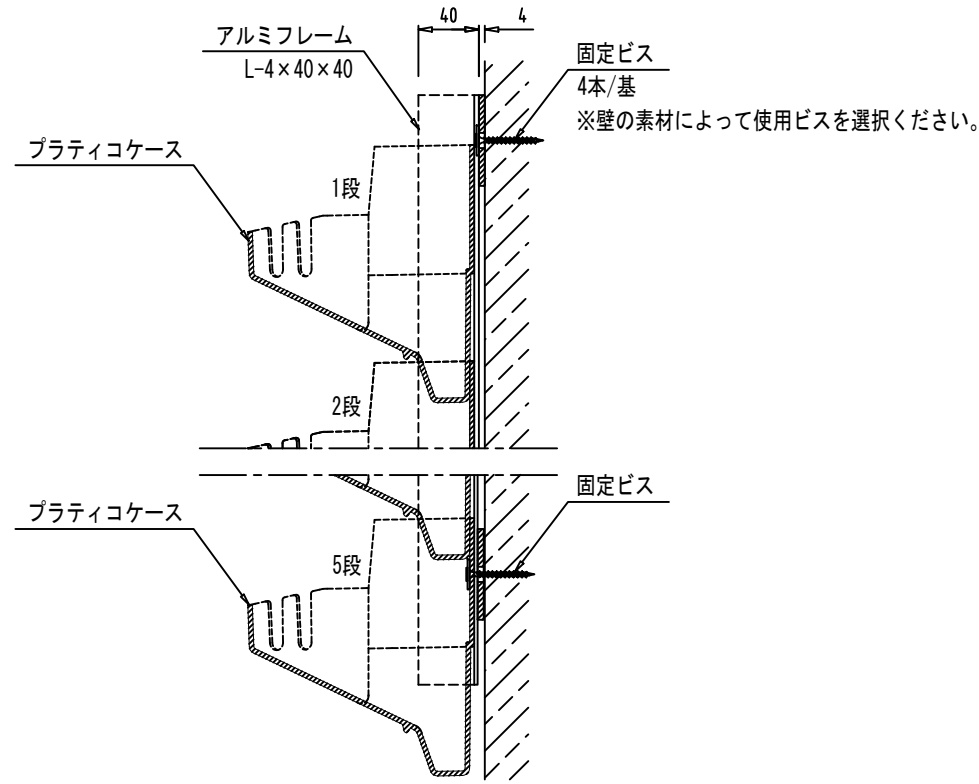 40
4
アルミフレーム
L-4×40×40
固定ビス
4本/基
※壁の素材によって使用ビスを選択ください。
プラティコケース
1段
2段
固定ビス
プラティコケース
5段